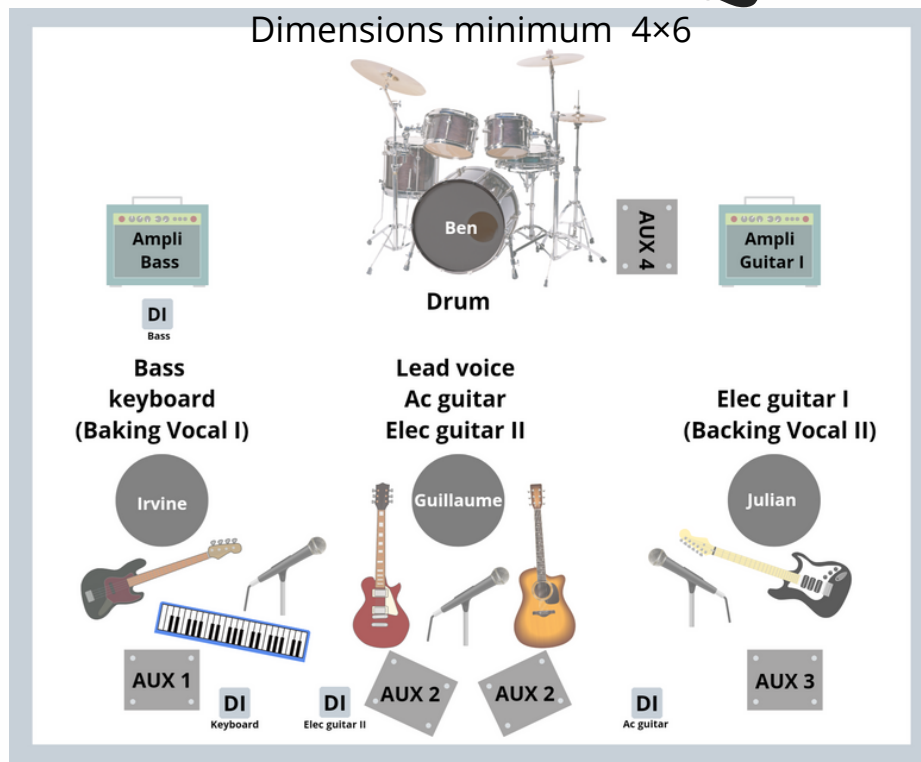 Dimensions minimum 4×6
Ben
AUX 4
Ampli
Bass
Ampli
Guitar I
DI
Bass
Drum
Bass
keyboard
(Baking Vocal I)
Lead voice
Ac guitar
Elec guitar II
Elec guitar I
(Backing Vocal II)
Irvine
Guillaume
Julian
AUX 1
DI
Keyboard
DI
Elec guitar II
AUX 2
AUX 2
DI
Ac guitar
AUX 3